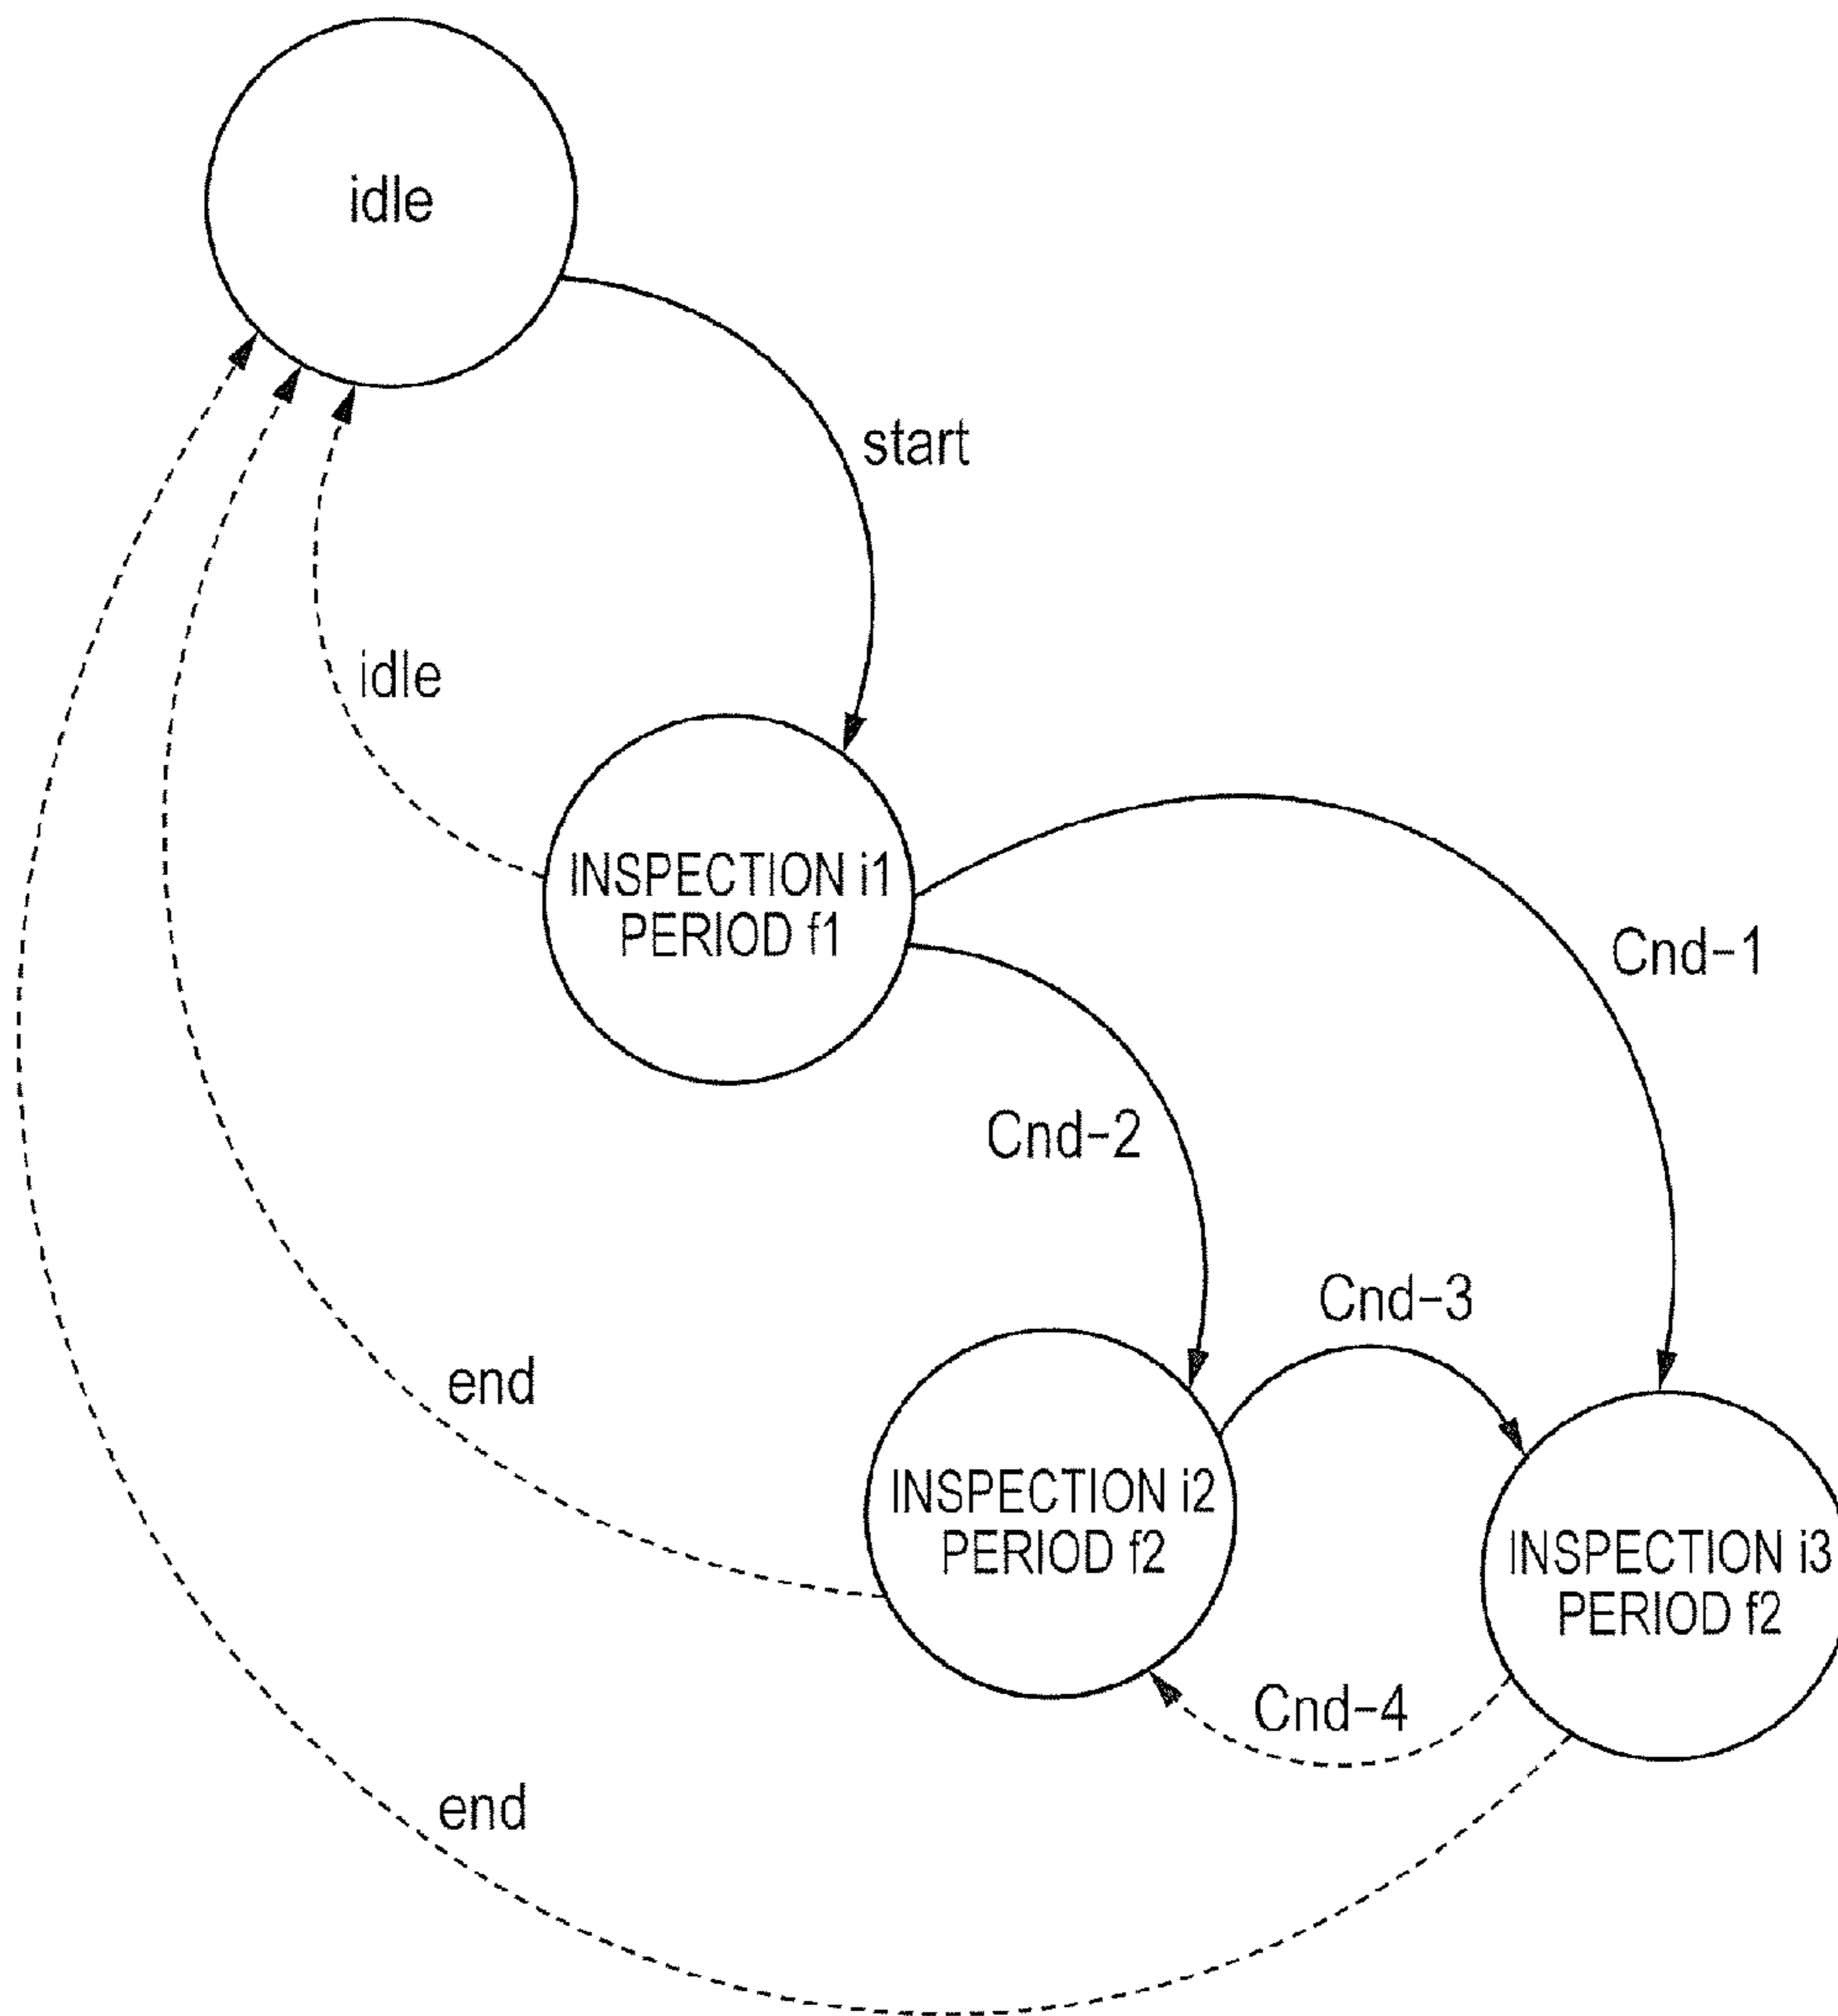 idle
start
idle
INSPECTION i1
PERIOD f1
Cnd-1
Cnd-2
Cnd-3
end
INSPECTION i2
PERIOD f2
INSPECTION i3
PERIOD f2
Cnd-4
end